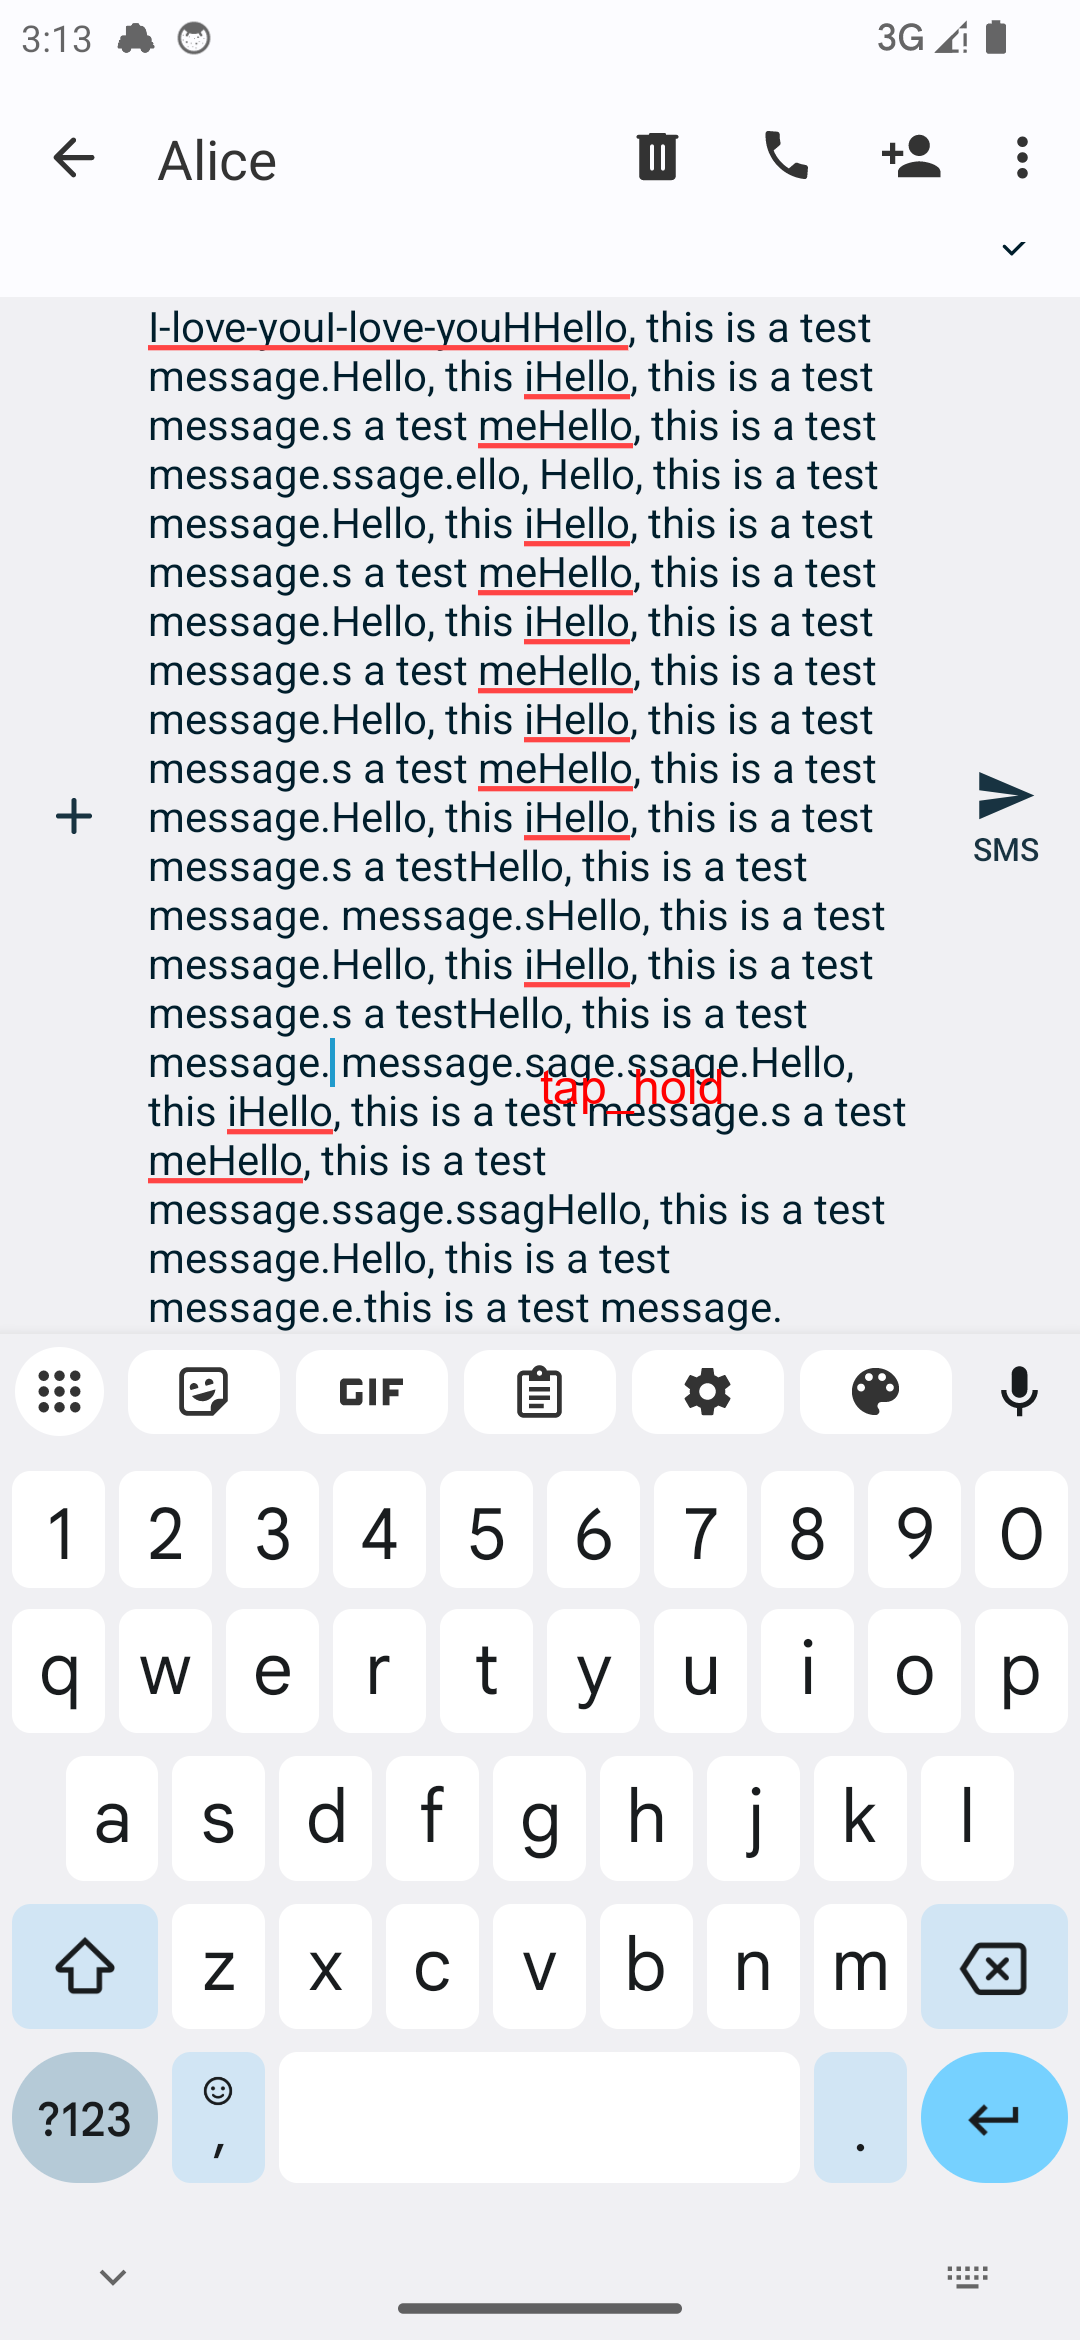 3:13 3G
Alice
I-love-youI-love-youHHello, this is a test
message.Hello, this iHello, this is a test
message.s a test meHello, this is a test
message.ssage.ello, Hello, this is a test
message.Hello, this iHello, this is a test
message.s a test meHello, this is a test
message.Hello, this iHello, this is a test
message.s a test meHello, this is a test
message.Hello, this iHello, this is a test
message.s a test meHello, this is a test
message.Hello, this iHello, this is a test
message.s a testHello, this is a test
message. message.sHello, this is a test
message.Hello, this iHello, this is a test
message.s a testHello, this is a test
message. message.sage.ssage.Hello,
tap_hold
this iHello, this is a test message.s a test
meHello, this is a test
message.ssage.ssagHello, this is a test
message.Hello, this is a test
message.e.this is a test message.
SMS
GIF
1 2 3 4 5 6 7 8 9 0
q w e r t y u i o p
a s d f g h j k l
z x c v b n m
?123 , .